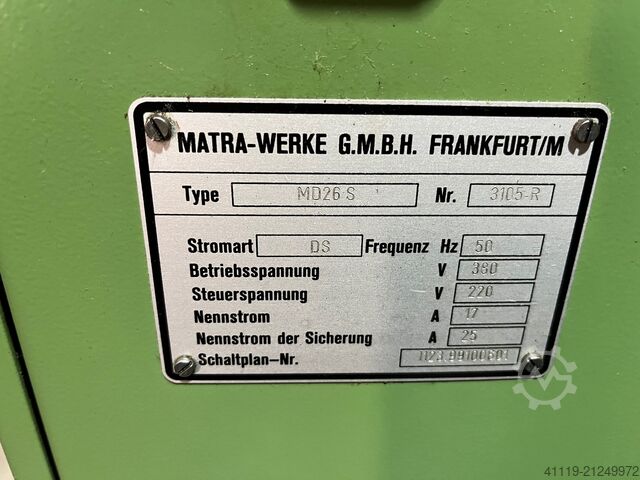 MATRA-WERKE G.M.B.H. FRANKFURT/M
Type MD26 S Nr. 3105-R
Stromart DS Frequenz Hz 50
Betriebsspannung V 380
Steuerspannung V 220
Nennstrom A 17
Nennstrom der Sicherung A 25
Schaltplan-Nr.
41119-21249972